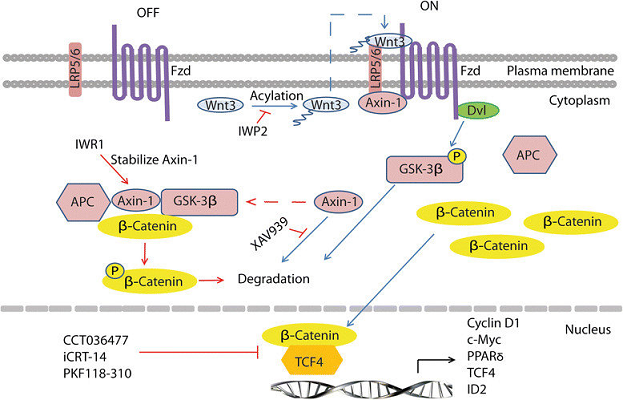 OFF
ON
LRP5/6
Fzd
Wnt3
LRP5/6
Fzd
Plasma membrane
Cytoplasm
Wnt3
Acylation
Wnt3
IWP2
Axin-1
Dvl
IWR1
Stabilize Axin-1
P
GSK-3β
APC
APC
Axin-1
GSK-3β
β-Catenin
Axin-1
XAV939
β-Catenin
β-Catenin
β-Catenin
P
β-Catenin
Degradation
Nucleus
CCT036477
iCRT-14
PKF118-310
β-Catenin
TCF4
Cyclin D1
c-Myc
PPARδ
TCF4
ID2